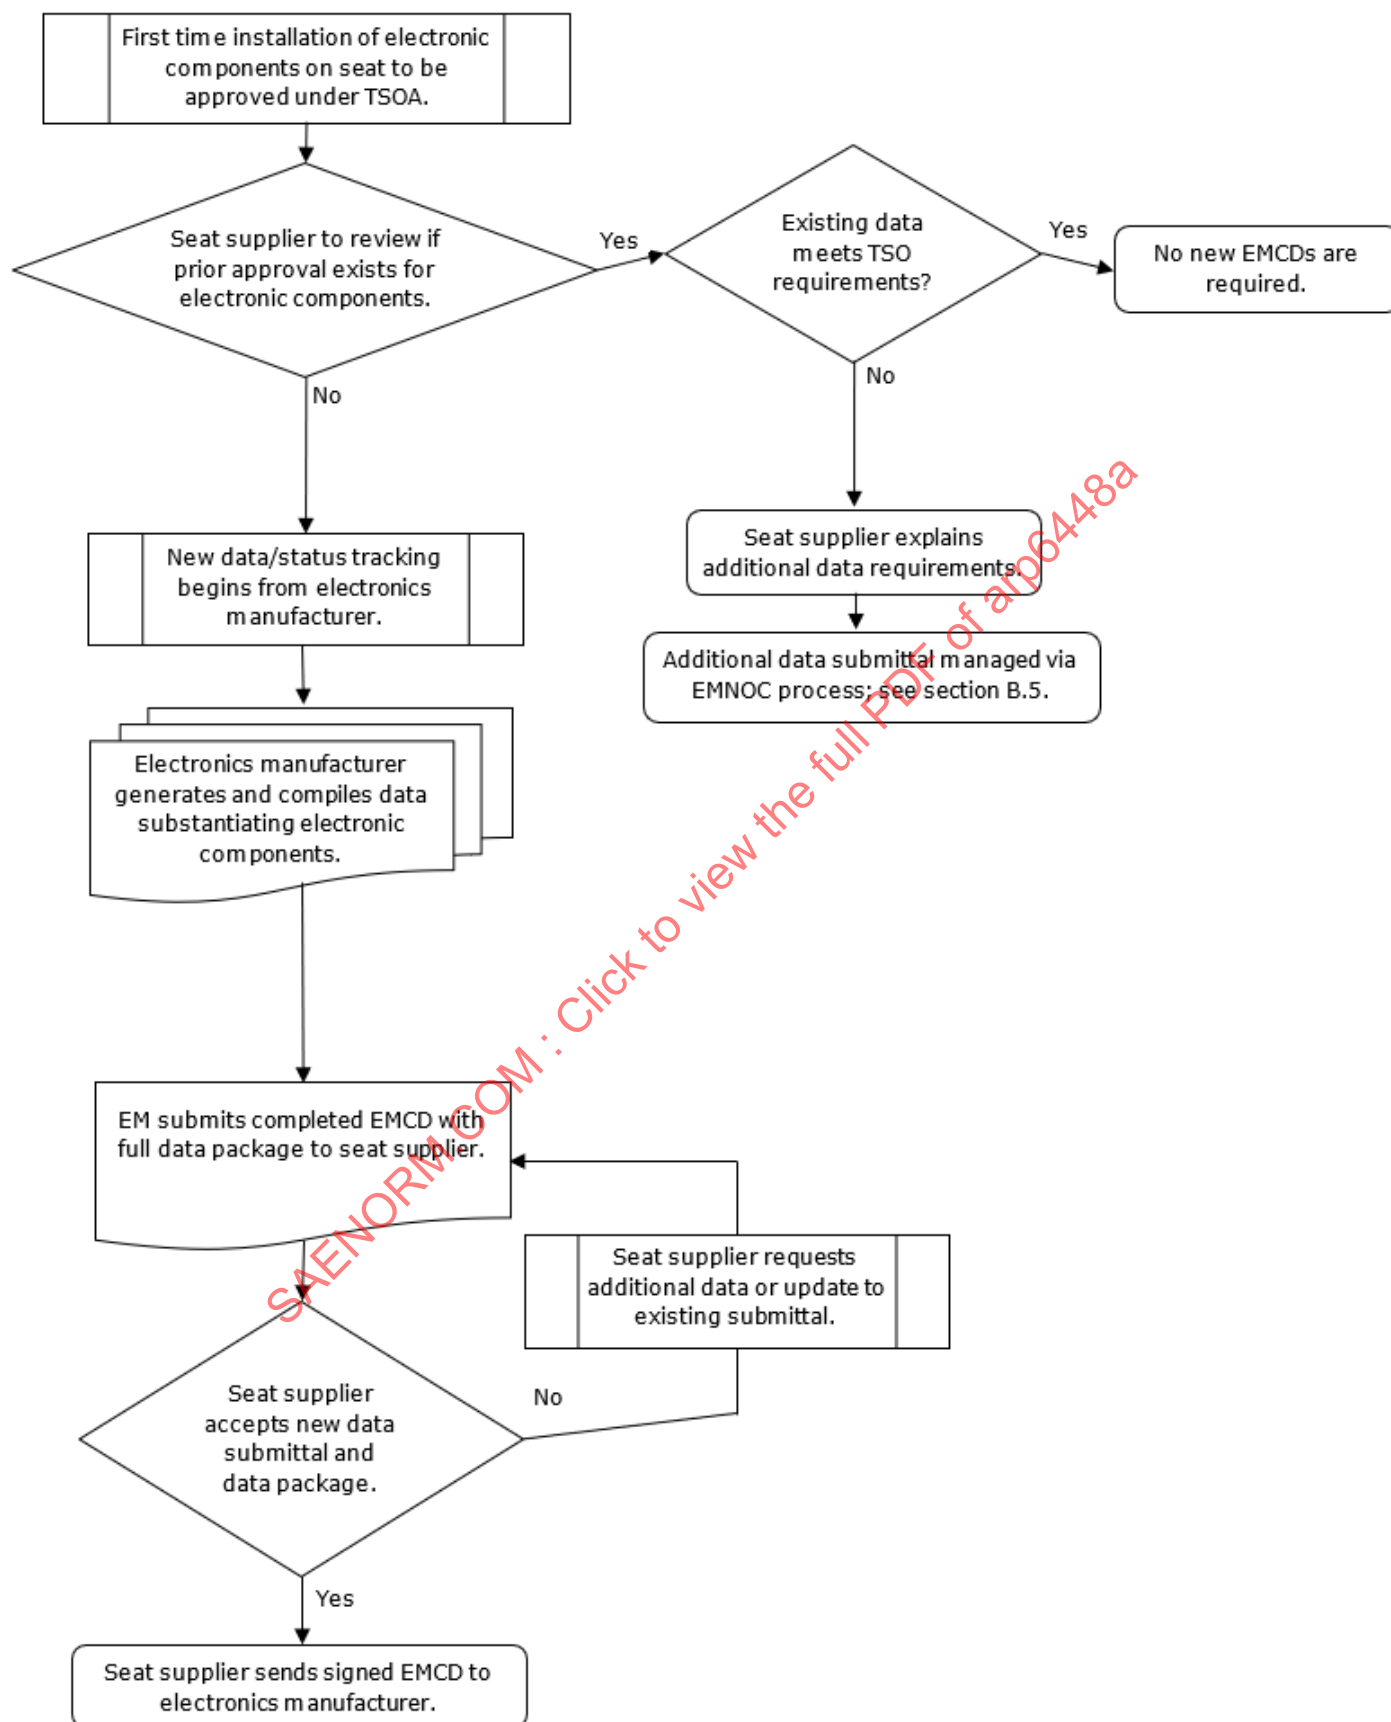 First time installation of electronic
components on seat to be
approved under TSOA.
Seat supplier to review if
prior approval exists for
electronic components.
Yes
Existing data
meets TSO
requirements?
Yes
No new EMCDs are
required.
No
No
Seat supplier explains
additional data requirements.
Additional data submittal managed via
EMNOC process; see section B.5.
New data/status tracking
begins from electronics
manufacturer.
Electronics manufacturer
generates and compiles data
substantiating electronic
components.
EM submits completed EMCD with
full data package to seat supplier.
Seat supplier requests
additional data or update to
existing submittal.
Seat supplier
accepts new data
submittal and
data package.
No
Yes
Seat supplier sends signed EMCD to
electronics manufacturer.
SAENORM.COM : Click to view the full PDF of arp6448a